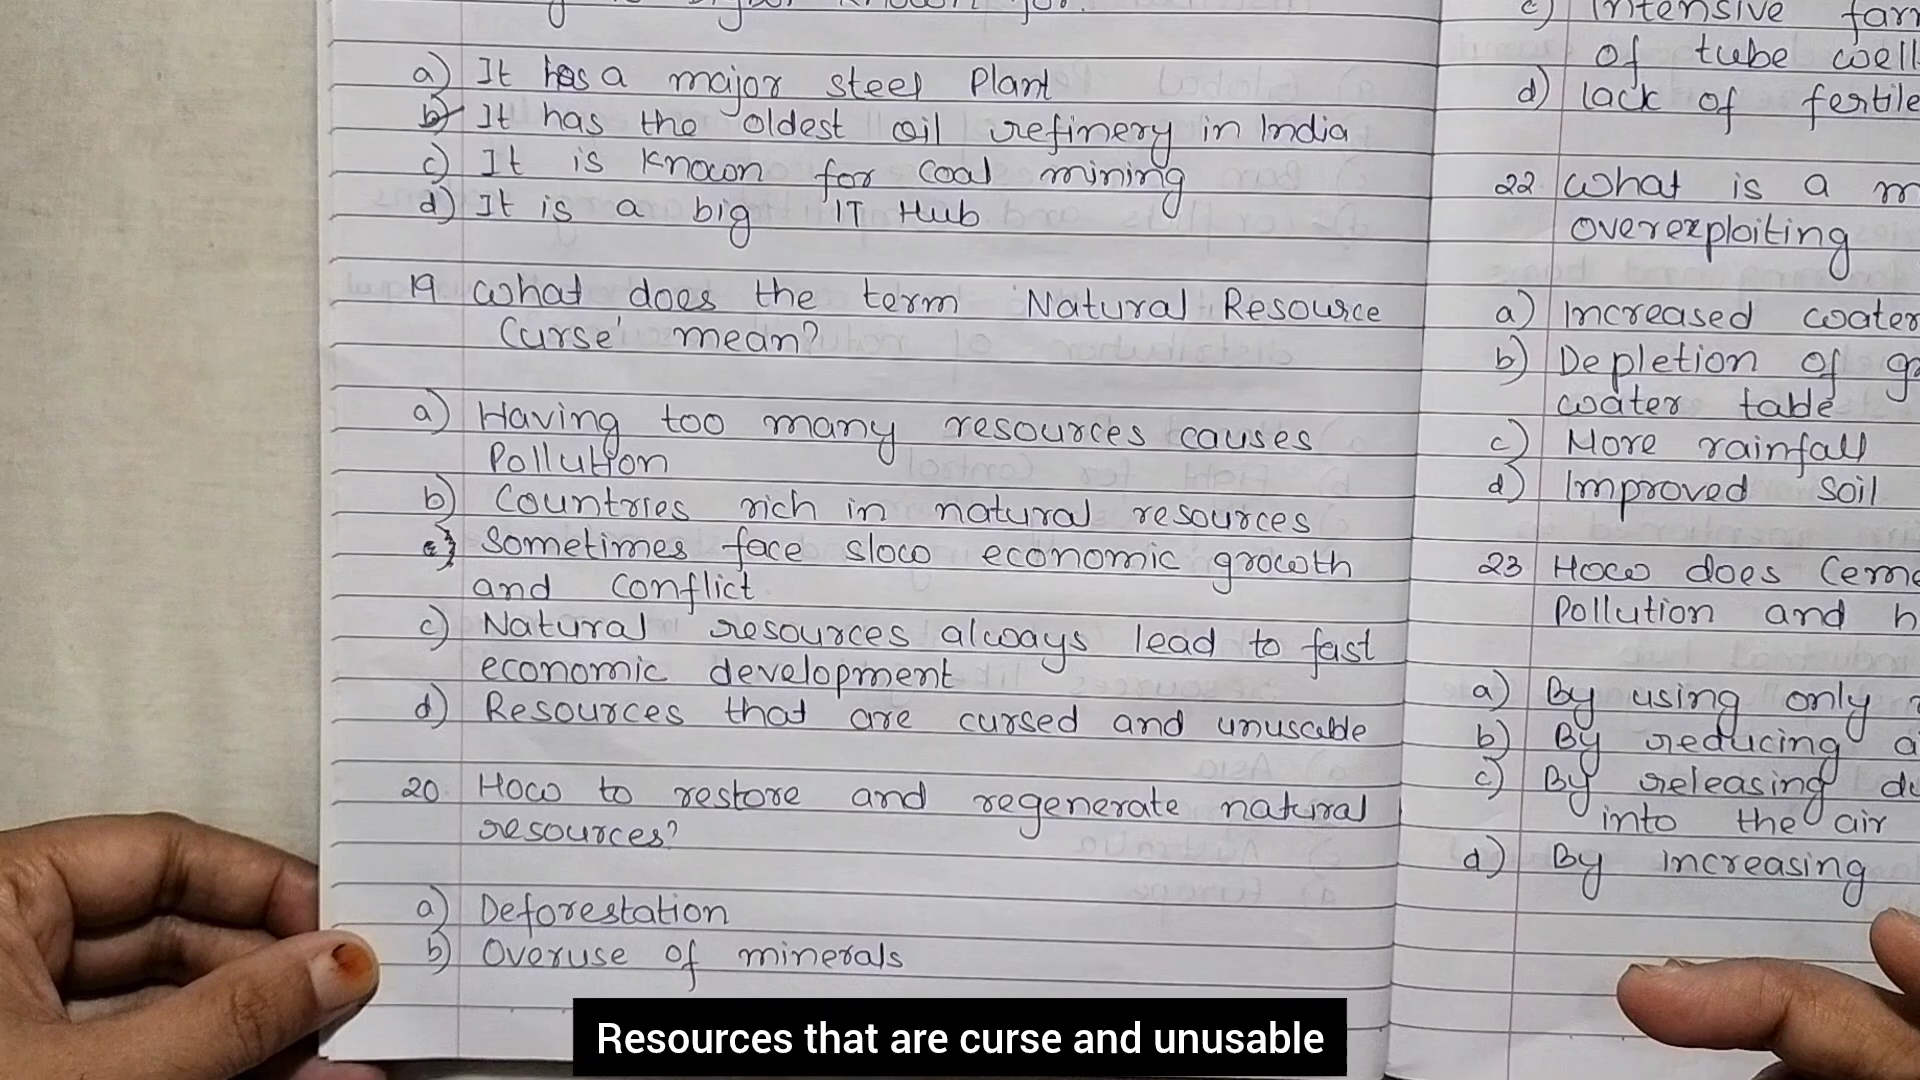 a) It has a major steel Plant
b) It has the oldest oil refinery in India
c) It is Known for coal mining
d) It is a big IT Hub
19 What does the term Natural Resource
Curse' mean?
a) Having too many resources causes
Pollution
b) Countries rich in natural resources
Sometimes face slow economic growth
and conflict
c) Natural resources always lead to fast
economic development
d) Resources that are cursed and unusable
20. How to restore and regenerate natural
resources?
a) Deforestation
b) Overuse of minerals
c) Intensive
of tube well
d) lack of fertile
22. What is a
overexploiting
a) Increased water
b) Depletion of
water table
c) More rainfall
d) Improved soil
23 How does
Pollution and
a) By using only
b) By reducing
c) By releasing
into the air
d) By increasing
Resources that are curse and unusable